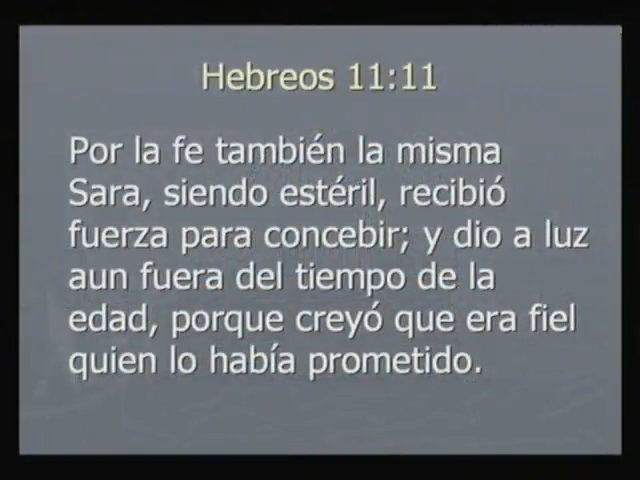 Hebreos 11:11
Por la fe también la misma
Sara, siendo estéril, recibió
fuerza para concebir; y dio a luz
aun fuera del tiempo de la
edad, porque creyó que era fiel
quien lo había prometido.